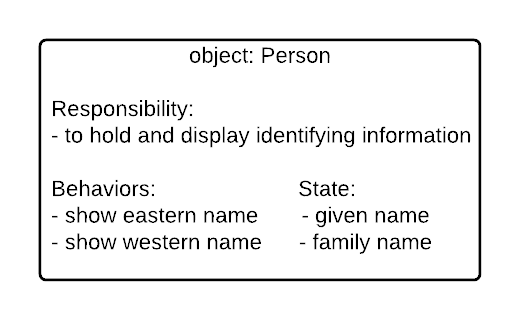 object: Person
Responsibility:
- to hold and display identifying information
Behaviors:
- show eastern name
- show western name
State:
- given name
- family name